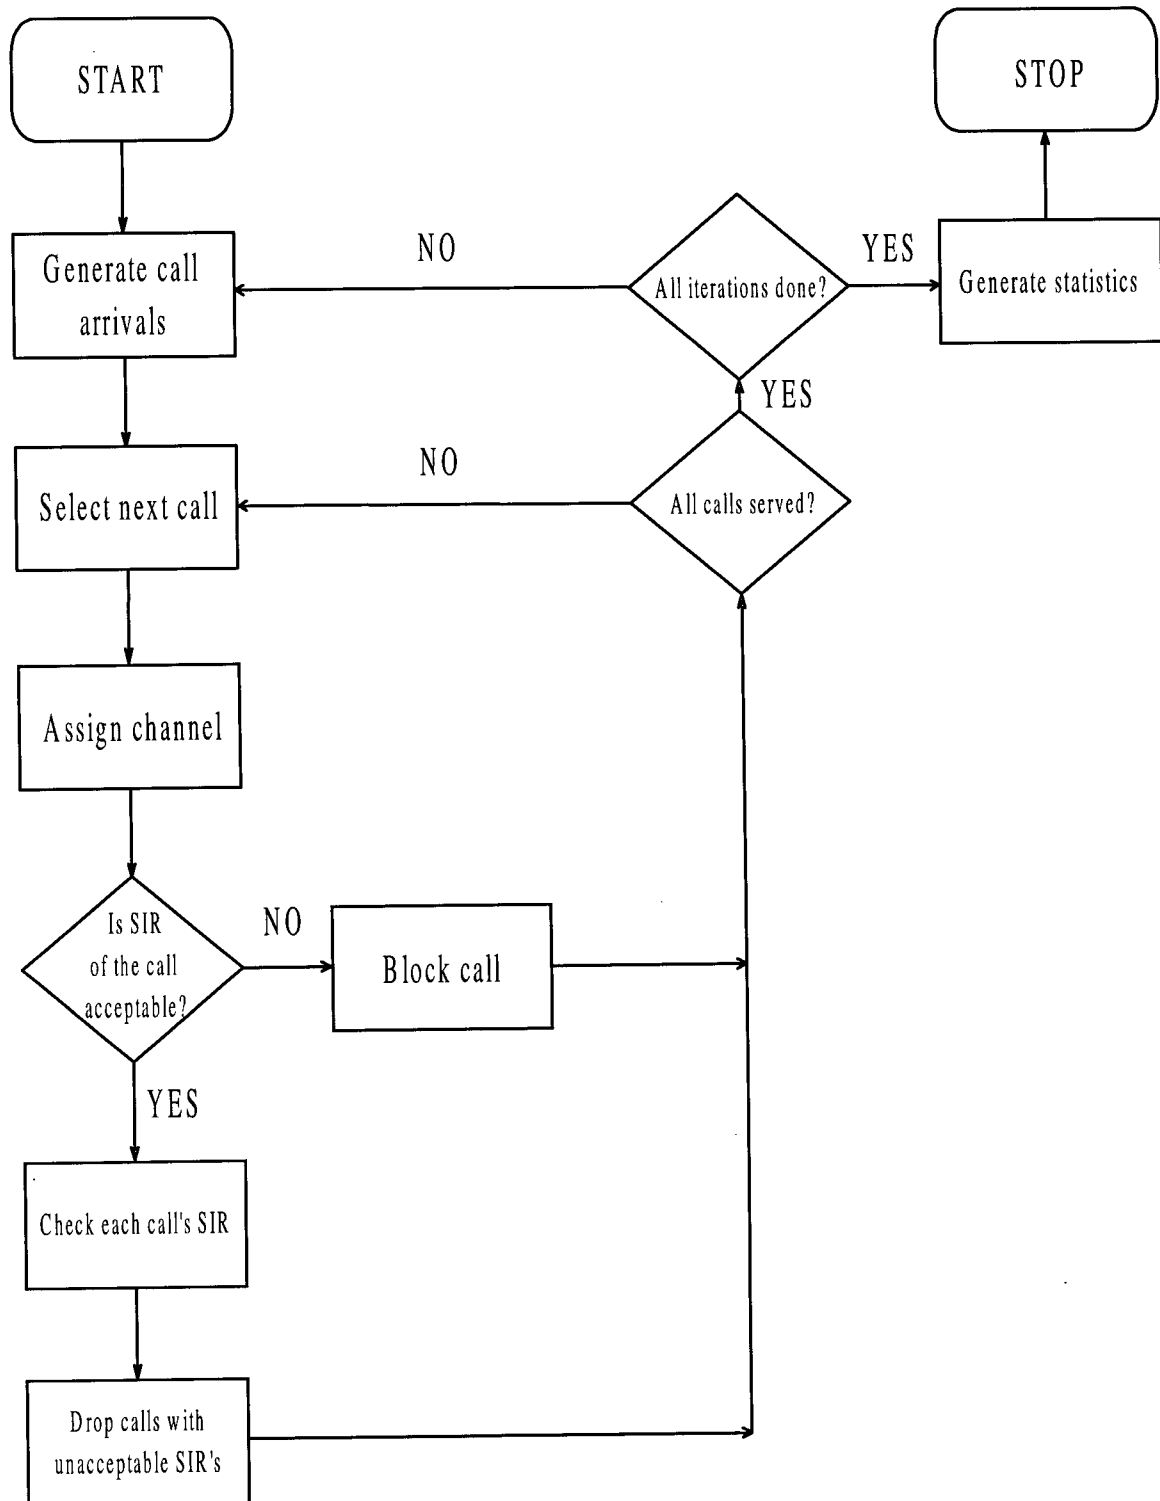 START
STOP
Generate call
arrivals
NO
All iterations done?
YES
Generate statistics
YES
Select next call
NO
All calls served?
Assign channel
Is SIR
of the call
acceptable?
NO
Block call
YES
Check each call's SIR
Drop calls with
unacceptable SIR's